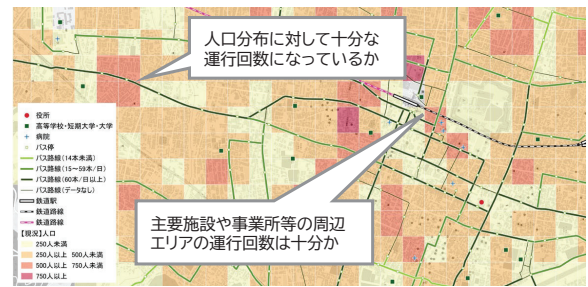 人口分布に対して十分な
運行回数になっているか
主要施設や事業所等の周辺
エリアの運行回数は十分か
役所
高等学校・短期大学・大学
病院
バス停
バス路線(14本未満)
バス路線(15~59本/日)
バス路線(60本/日以上)
バス路線(データなし)
鉄道駅
鉄道路線
鉄道路線
【現況】人口
250人未満
250人以上 500人未満
500人以上 750人未満
750人以上